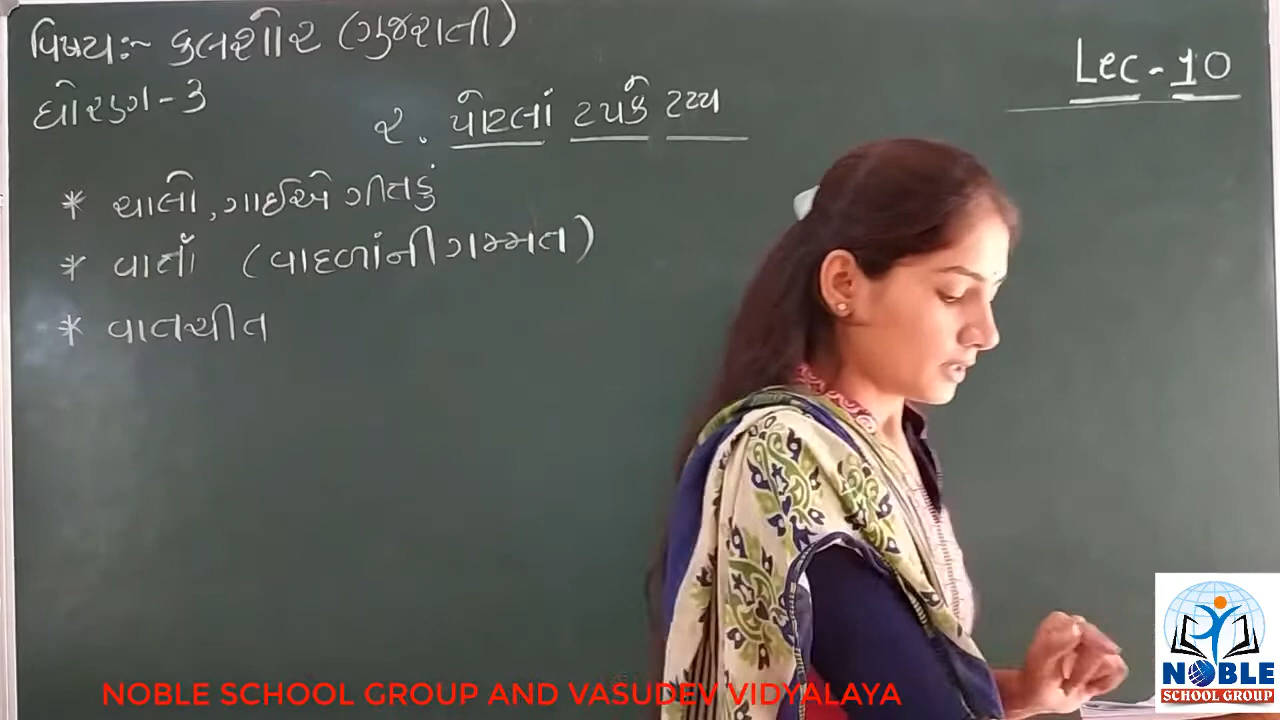 વિષય:- કલશોર (ગુજરાતી)
Lec - 10
ધોરણ - 3
૨. પોટલાં ટપકે ટપ્પ
* ચાલો, ગાઈએ ગીતડું
* વાર્તા (વાદળાંની ગમ્મત)
* વાતચીત
NOBLE SCHOOL GROUP AND VASUDEV VIDYALAYA
NOBLE
SCHOOL GROUP